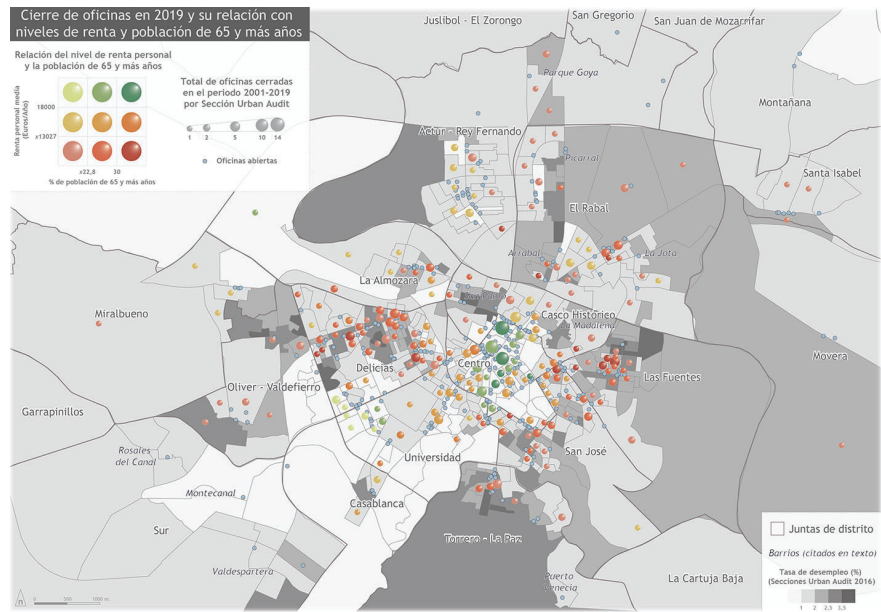 Cierre de oficinas en 2019 y su relación con
niveles de renta y población de 65 y más años
Relación del nivel de renta personal
y la población de 65 y más años
Renta personal media
(Euros/Año)
18000
x13027
x22,8
30
% de población de 65 y más años
Total de oficinas cerradas
en el periodo 2001-2019
por Sección Urban Audit
1 2 5 10 14
Oficinas abiertas
Juslibol - El Zorongo
San Gregorio
San Juan de Mozarrifar
Parque Goya
Montañana
Actur - Rey Fernando
Picarral
Santa Isabel
El Rabal
Arrabal
La Jota
La Almozara
Miralbueno
Casco Histórico
La Madalena
Movera
Delicias
Centro
Las Fuentes
Oliver - Valdefierro
Garrapinillos
Rosales
del Canal
Universidad
San José
Montecanal
Casablanca
Sur
Torrero - La Paz
Valdespartera
Puerto
Venecia
La Cartuja Baja
Juntas de distrito
Barrios (citados en texto)
Tasa de desempleo (%)
(Secciones Urban Audit 2016)
1 2 2,5 3,5
n
0 500 1000 m